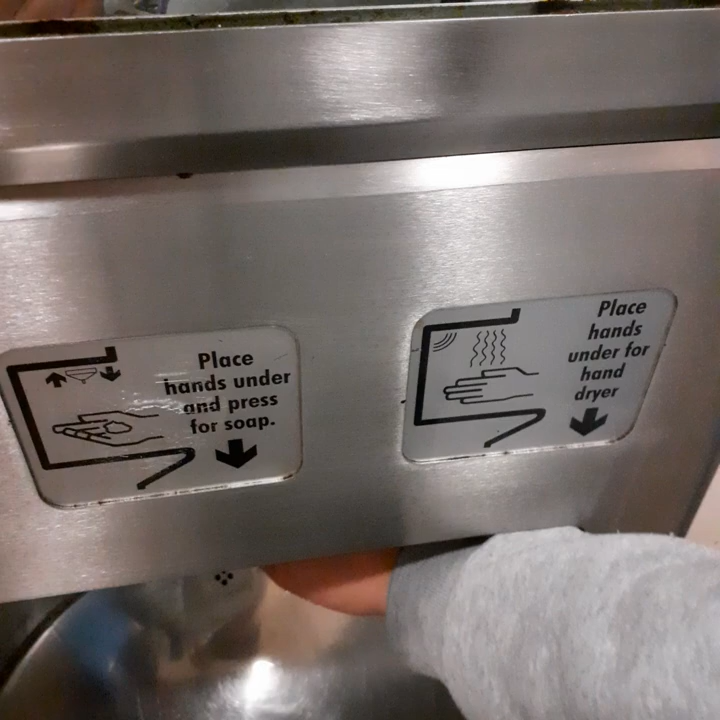 Place
hands under
and press
for soap.
Place
hands
under for
hand
dryer